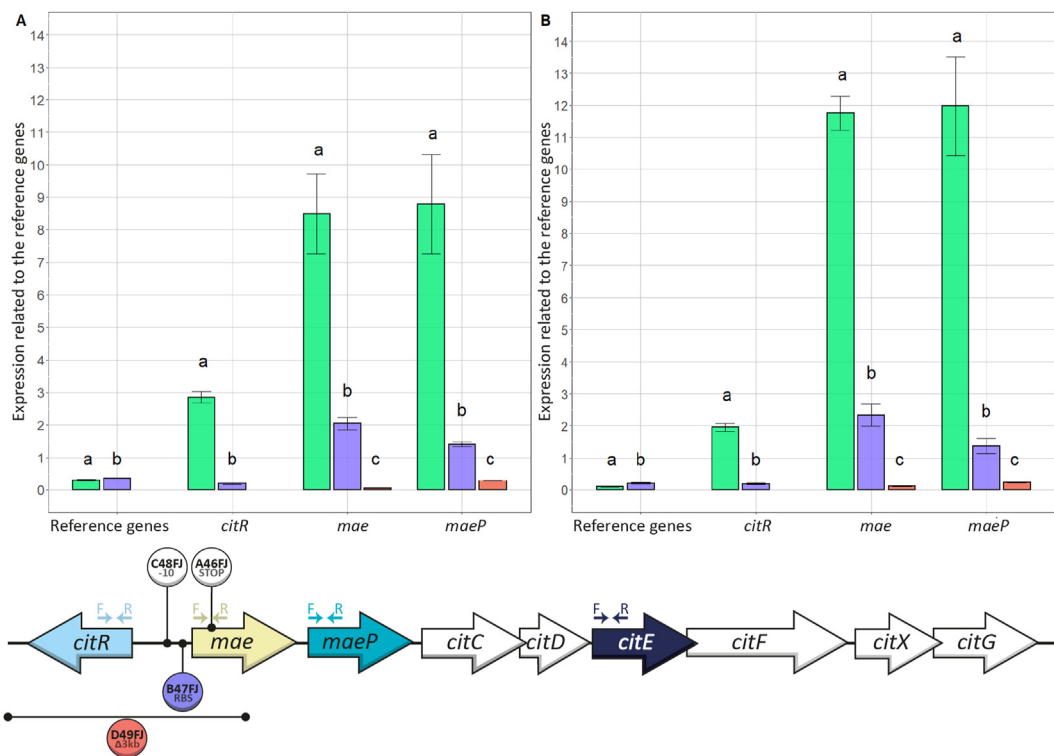 A
Expression related to the reference genes
14
13
12
11
10
9
8
7
6
5
4
3
2
1
0
a b
a b
a b c
a b c
Reference genes citR mae maeP
B
Expression related to the reference genes
14
13
12
11
10
9
8
7
6
5
4
3
2
1
0
a b
a b
a b c
a b c
Reference genes citR mae maeP
C48FJ
-10
A46FJ
STOP
F R
F R
F R
F R
citR mae maeP citC citD citE citF citX citG
B47FJ
RBS
D49FJ
Δ3kb